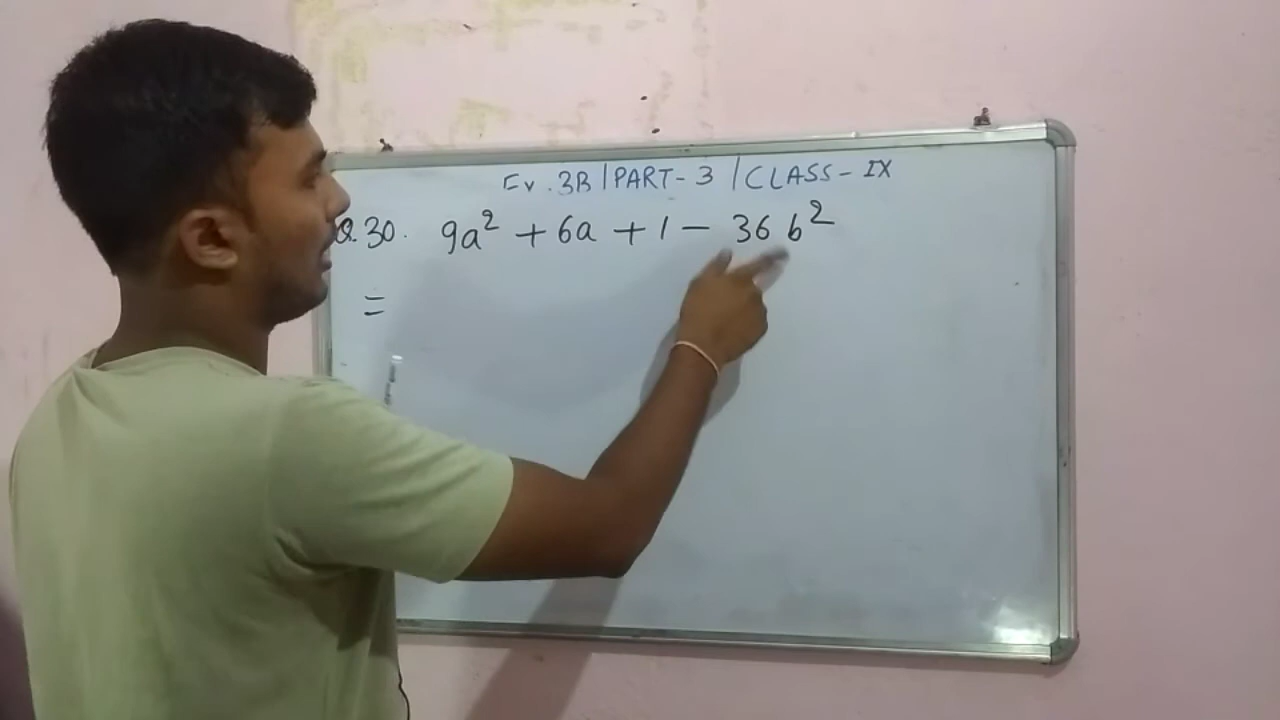 Ex. 3B | PART - 3 | CLASS - IX
Q.30. 9a² + 6a + 1 - 36 b²
=